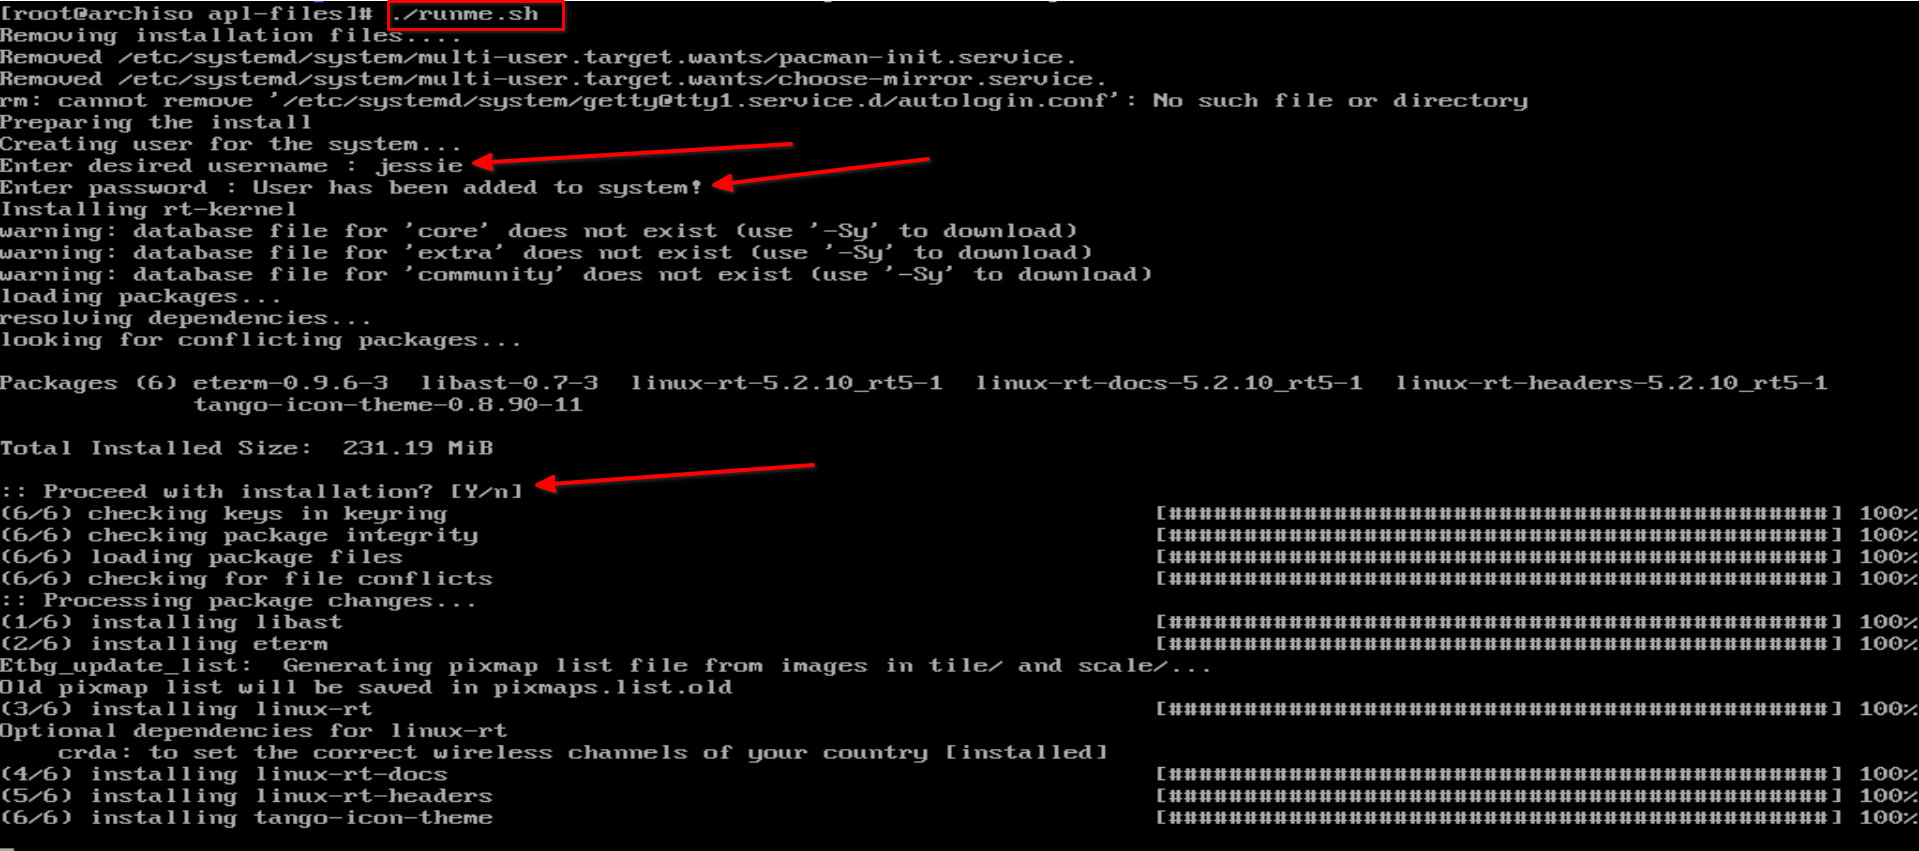 [root@archiso apl-files]# ./runme.sh
Removing installation files....
Removed /etc/systemd/system/multi-user.target.wants/pacman-init.service.
Removed /etc/systemd/system/multi-user.target.wants/choose-mirror.service.
rm: cannot remove '/etc/systemd/system/getty@tty1.service.d/autologin.conf': No such file or directory
Preparing the install
Creating user for the system...
Enter desired username : jessie
Enter password : User has been added to system!
Installing rt-kernel
warning: database file for 'core' does not exist (use '-Sy' to download)
warning: database file for 'extra' does not exist (use '-Sy' to download)
warning: database file for 'community' does not exist (use '-Sy' to download)
loading packages...
resolving dependencies...
looking for conflicting packages...
Packages (6) eterm-0.9.6-3  libast-0.7-3  linux-rt-5.2.10_rt5-1  linux-rt-docs-5.2.10_rt5-1  linux-rt-headers-5.2.10_rt5-1
tango-icon-theme-0.8.90-11
Total Installed Size:  231.19 MiB
:: Proceed with installation? [Y/n]
(6/6) checking keys in keyring [############################################] 100%
(6/6) checking package integrity [############################################] 100%
(6/6) loading package files [############################################] 100%
(6/6) checking for file conflicts [############################################] 100%
:: Processing package changes...
(1/6) installing libast [############################################] 100%
(2/6) installing eterm [############################################] 100%
Etbg_update_list:  Generating pixmap list file from images in tile/ and scale/...
Old pixmap list will be saved in pixmaps.list.old
(3/6) installing linux-rt [############################################] 100%
Optional dependencies for linux-rt
crda: to set the correct wireless channels of your country [installed]
(4/6) installing linux-rt-docs [############################################] 100%
(5/6) installing linux-rt-headers [############################################] 100%
(6/6) installing tango-icon-theme [############################################] 100%